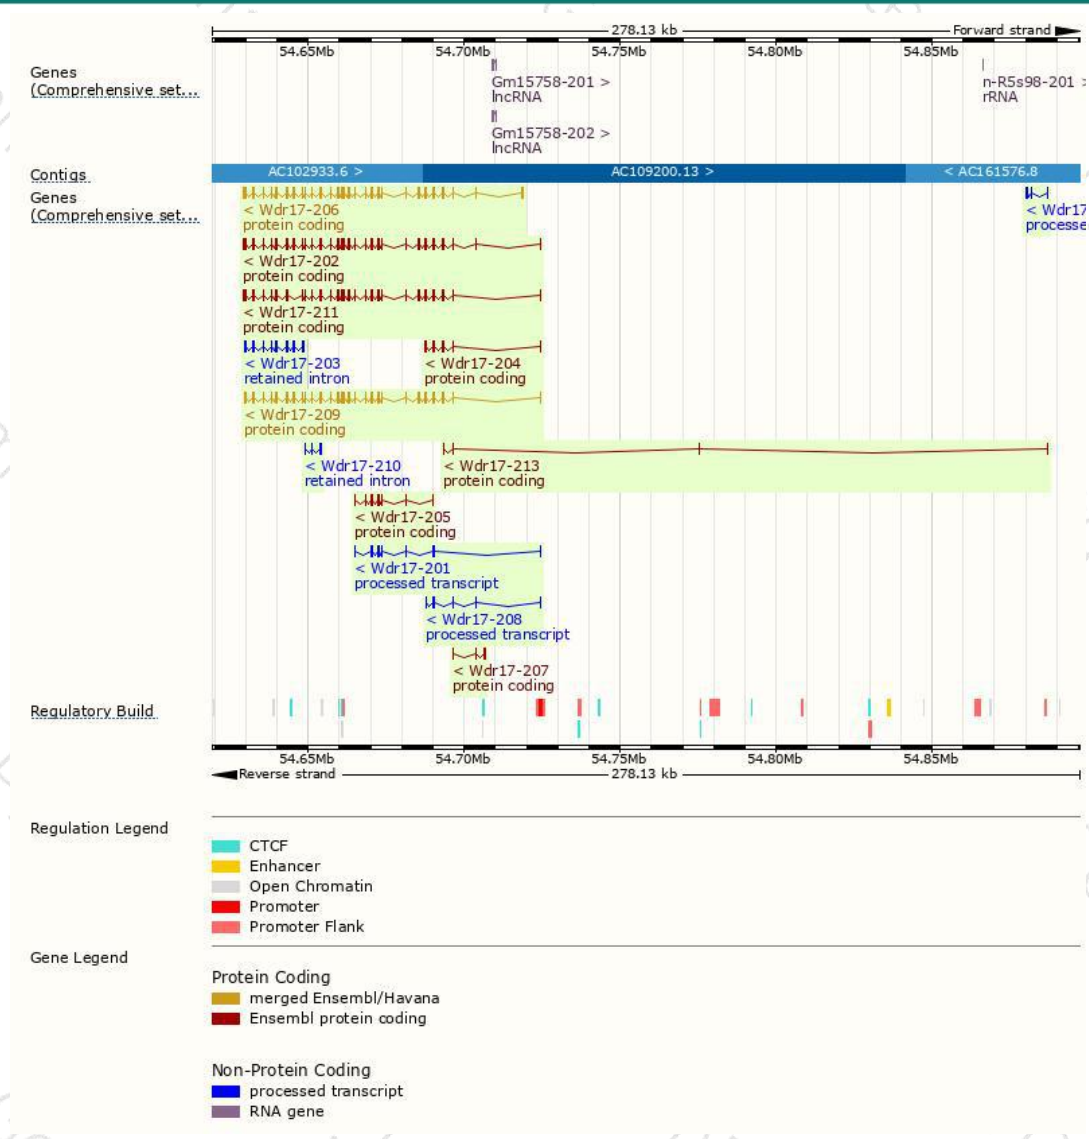 278.13 kb Forward strand
54.65Mb 54.70Mb 54.75Mb 54.80Mb 54.85Mb
Genes
(Comprehensive set...
Gm15758-201 >
lncRNA
n-R5s98-201 >
rRNA
Gm15758-202 >
lncRNA
Contigs
AC102933.6 > AC109200.13 > < AC161576.8
Genes
(Comprehensive set...
< Wdr17-206
protein coding
< Wdr17
processe
< Wdr17-202
protein coding
< Wdr17-211
protein coding
< Wdr17-203 < Wdr17-204
retained intron protein coding
< Wdr17-209
protein coding
< Wdr17-210 < Wdr17-213
retained intron protein coding
< Wdr17-205
protein coding
< Wdr17-201
processed transcript
< Wdr17-208
processed transcript
< Wdr17-207
protein coding
Regulatory Build
54.65Mb 54.70Mb 54.75Mb 54.80Mb 54.85Mb
Reverse strand 278.13 kb
Regulation Legend
CTCF
Enhancer
Open Chromatin
Promoter
Promoter Flank
Gene Legend
Protein Coding
merged Ensembl/Havana
Ensembl protein coding
Non-Protein Coding
processed transcript
RNA gene